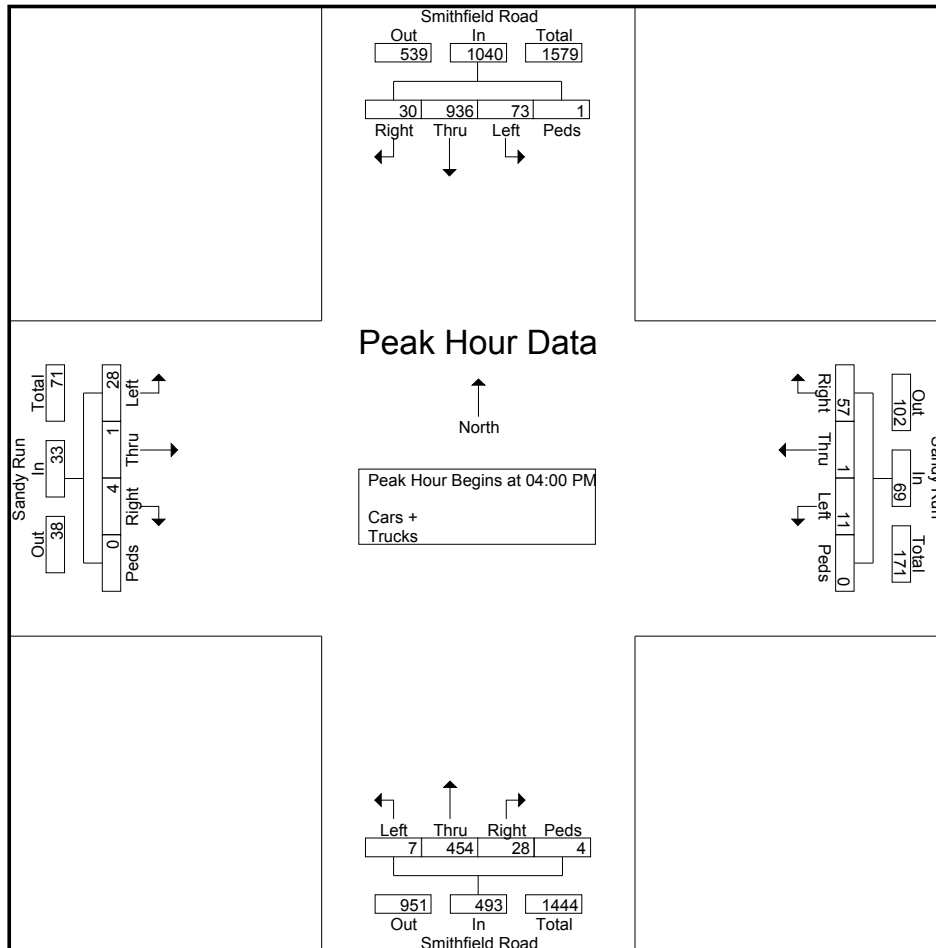 Smithfield Road
Out In Total
539 1040 1579
30 936 73 1
Right Thru Left Peds
Peak Hour Data
North
Peak Hour Begins at 04:00 PM
Cars +
Trucks
Sandy Run
Out In Total
38 33 71
28 1 4 0
Left Thru Right Peds
Sandy Run
Out In Total
102 69 171
57 1 11 0
Right Thru Left Peds
Left Thru Right Peds
7 454 28 4
951 493 1444
Out In Total
Smithfield Road